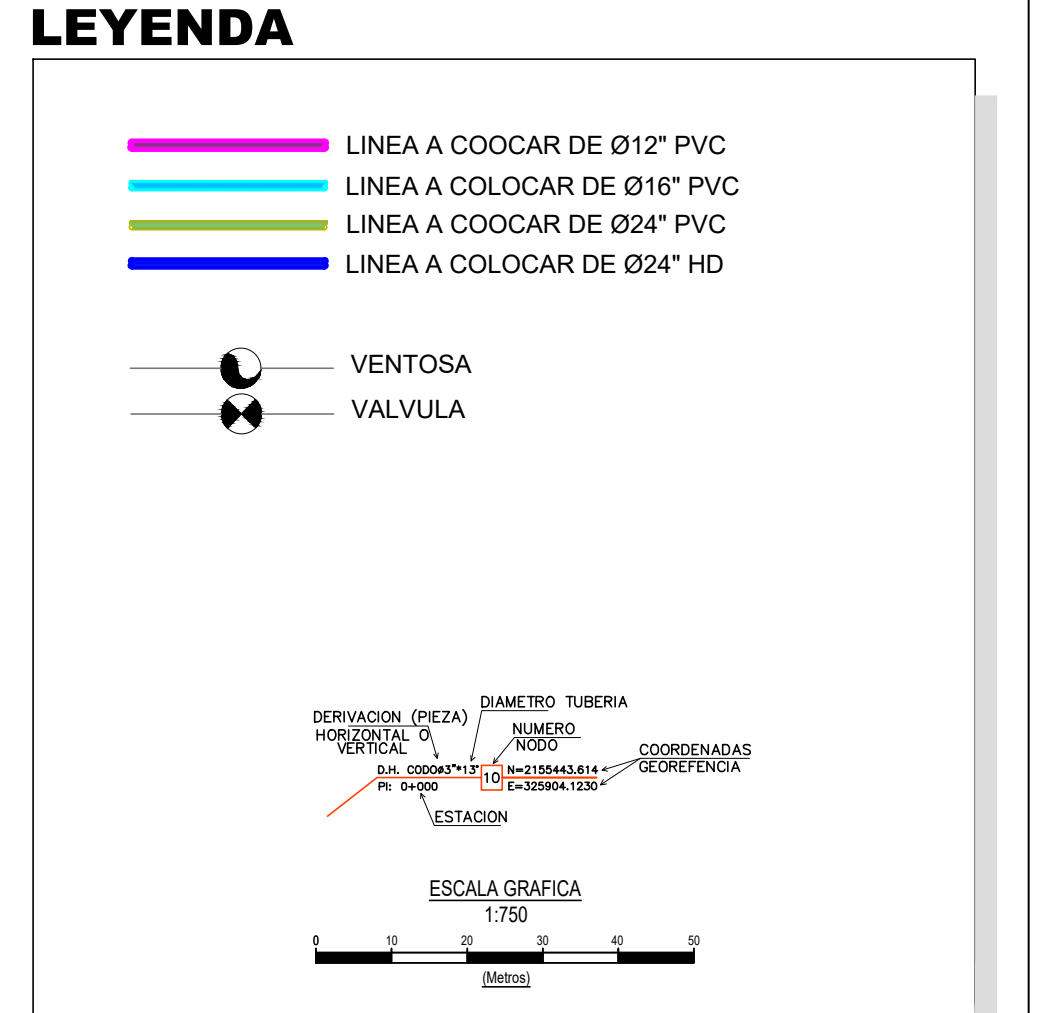 LEYENDA
LINEA A COOCAR DE Ø12" PVC
LINEA A COLOCAR DE Ø16" PVC
LINEA A COOCAR DE Ø24" PVC
LINEA A COLOCAR DE Ø24" HD
VENTOSA
VALVULA
DIAMETRO TUBERIA
DERIVACION (PIEZA)
HORIZONTAL O
VERTICAL
NUMERO
NODO
COORDENADAS
GEOREFENCIA
D.H. CODOø3"*13°
10
N=2155443.614
PI: 0+000
E=325904.1230
ESTACION
ESCALA GRAFICA
1:750
0 10 20 30 40 50
(Metros)